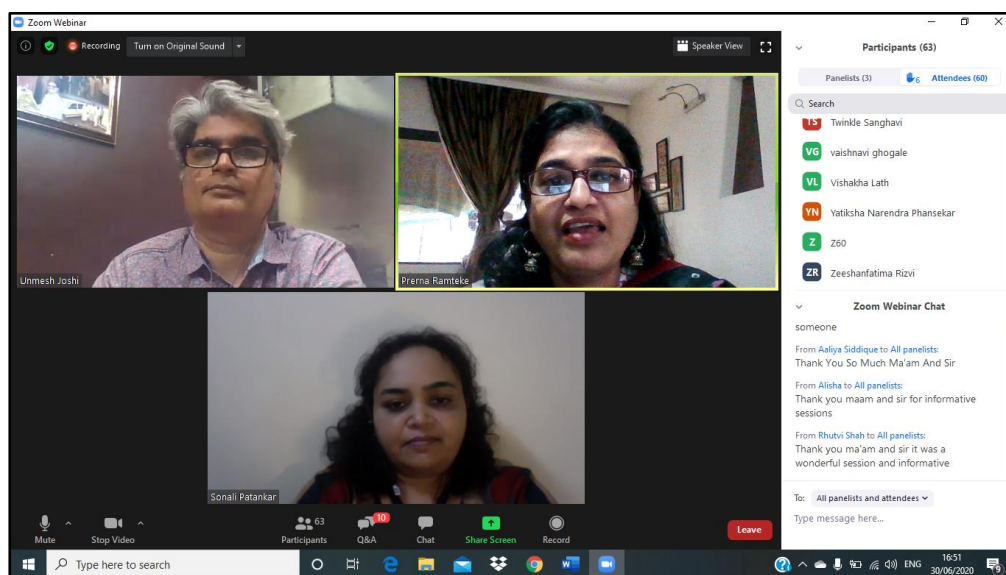 Zoom Webinar
Recording
Turn on Original Sound
Speaker View
Unmesh Joshi
Prerna Ramteke
Sonali Patankar
Mute
Stop Video
63
Participants
10
Q&A
Chat
Share Screen
Record
Leave
Participants (63)
Panelists (3)
6 Attendees (60)
Search
TS Twinkle Sanghavi
VG vaishnavi ghogale
VL Vishakha Lath
YN Yatiksha Narendra Phansekar
Z Z60
ZR Zeeshanfatima Rizvi
Zoom Webinar Chat
someone
From Aaliya Siddique to All panelists:
Thank You So Much Ma'am And Sir
From Alisha to All panelists:
Thank you maam and sir for informative
sessions
From Rhutvi Shah to All panelists:
Thank you ma'am and sir it was a
wonderful session and informative
To: All panelists and attendees
Type message here...
Type here to search
ENG
16:51
30/06/2020
9